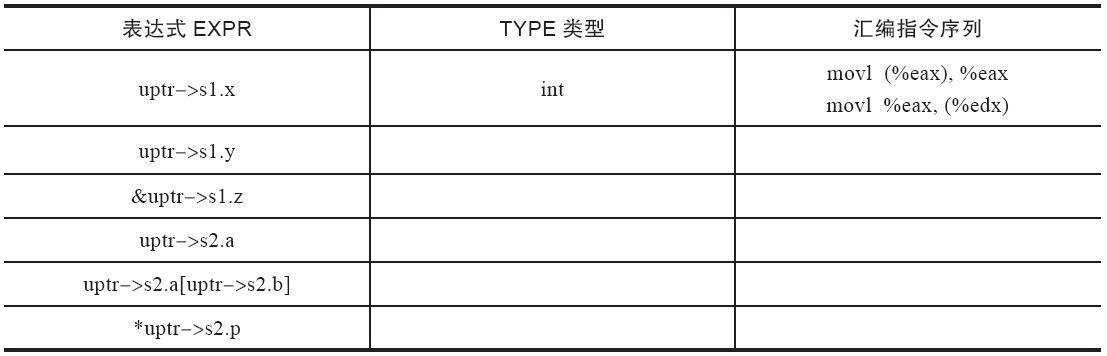 表达式 EXPR TYPE 类型 汇编指令序列
uptr–>s1.x int movl (%eax), %eax
movl %eax, (%edx)
uptr–>s1.y
&uptr–>s1.z
uptr–>s2.a
uptr–>s2.a[uptr–>s2.b]
*uptr–>s2.p